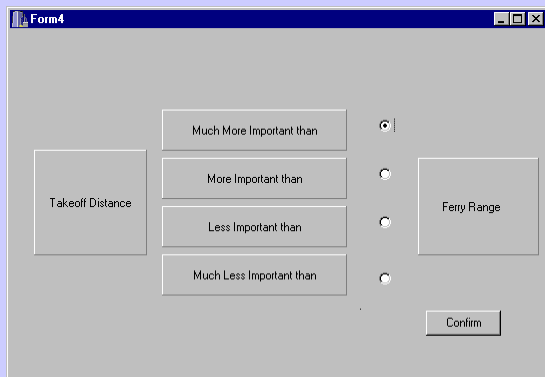 Form4
Much More Important than
More Important than
Takeoff Distance
Ferry Range
Less Important than
Much Less Important than
Confirm